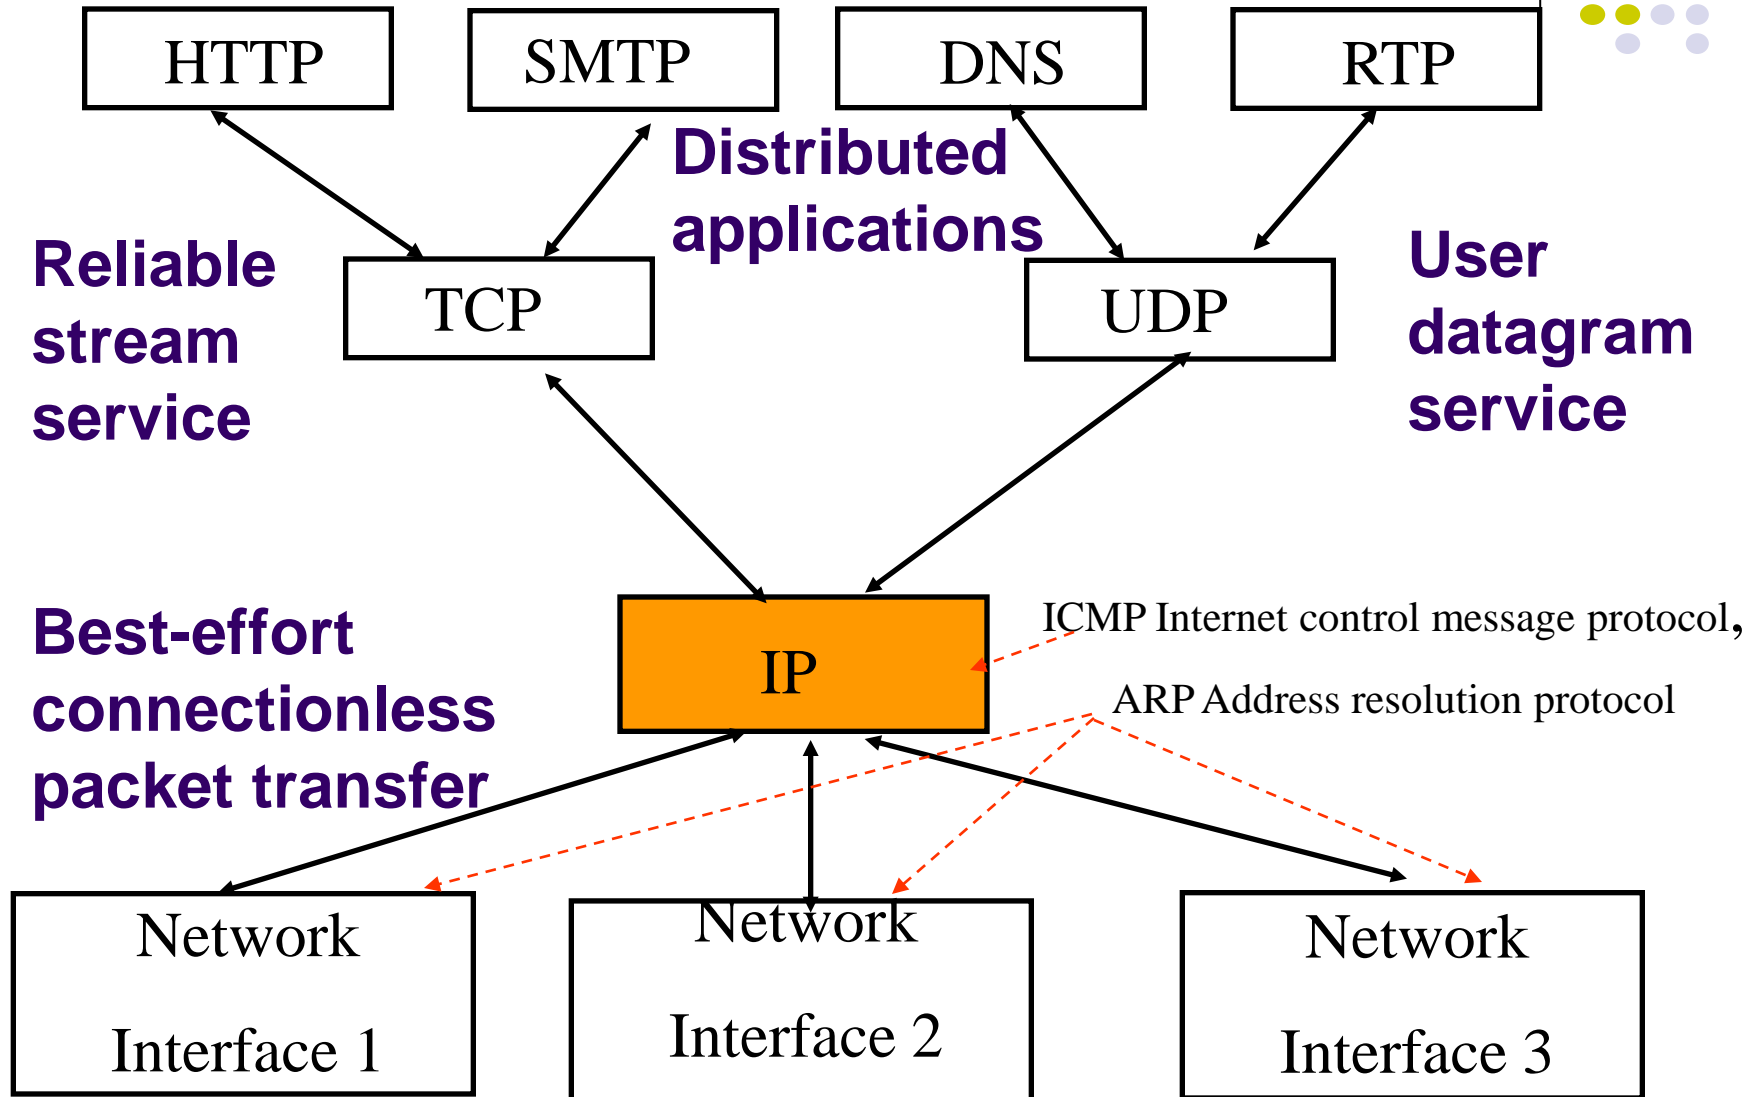 HTTP
SMTP
DNS
RTP
Distributed
applications
Reliable
stream
service
TCP
UDP
User
datagram
service
Best-effort
connectionless
packet transfer
IP
ICMP Internet control message protocol,
ARP Address resolution protocol
Network
Interface 1
Network
Interface 2
Network
Interface 3